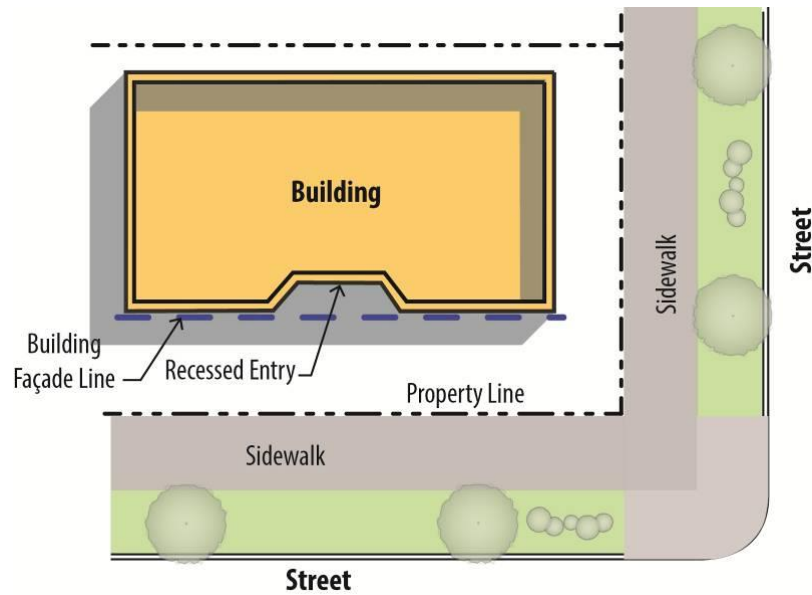 Building
Street
Sidewalk
Building
Façade Line
Recessed Entry
Property Line
Sidewalk
Street